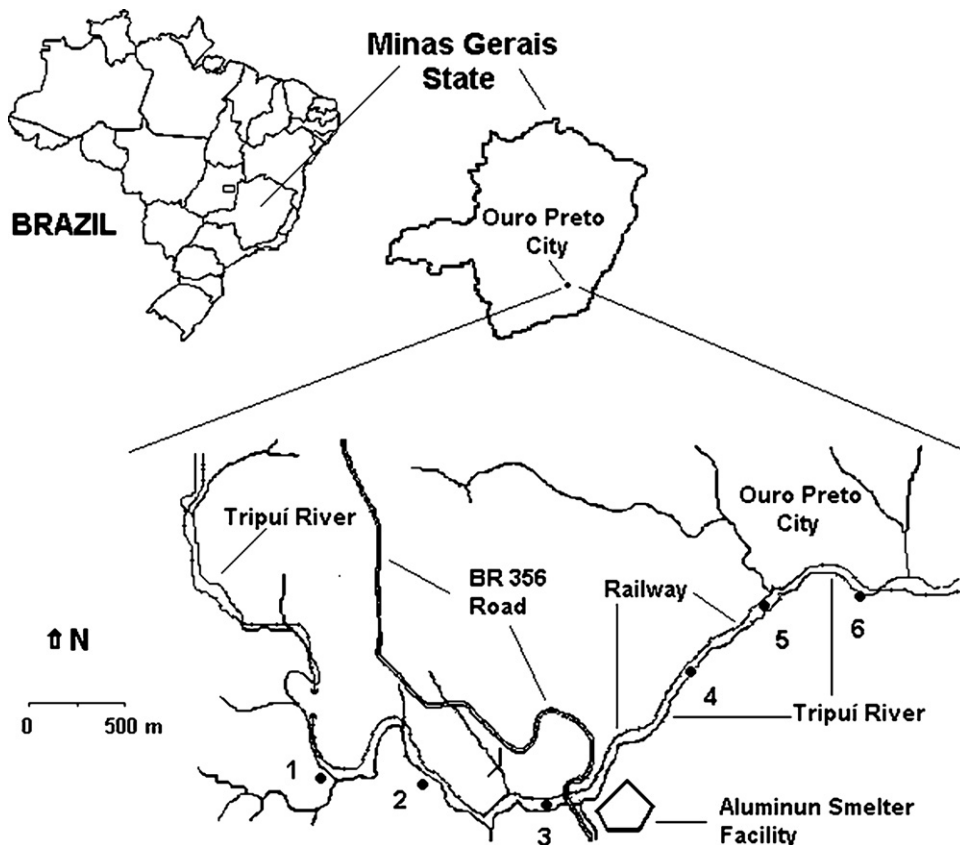 Minas Gerais
State
BRAZIL
Ouro Preto
City
Tripuí River
BR 356
Road
Railway
Ouro Preto
City
N
0 500 m
1
2
3
4
5
6
Tripuí River
Aluminun Smelter
Facility